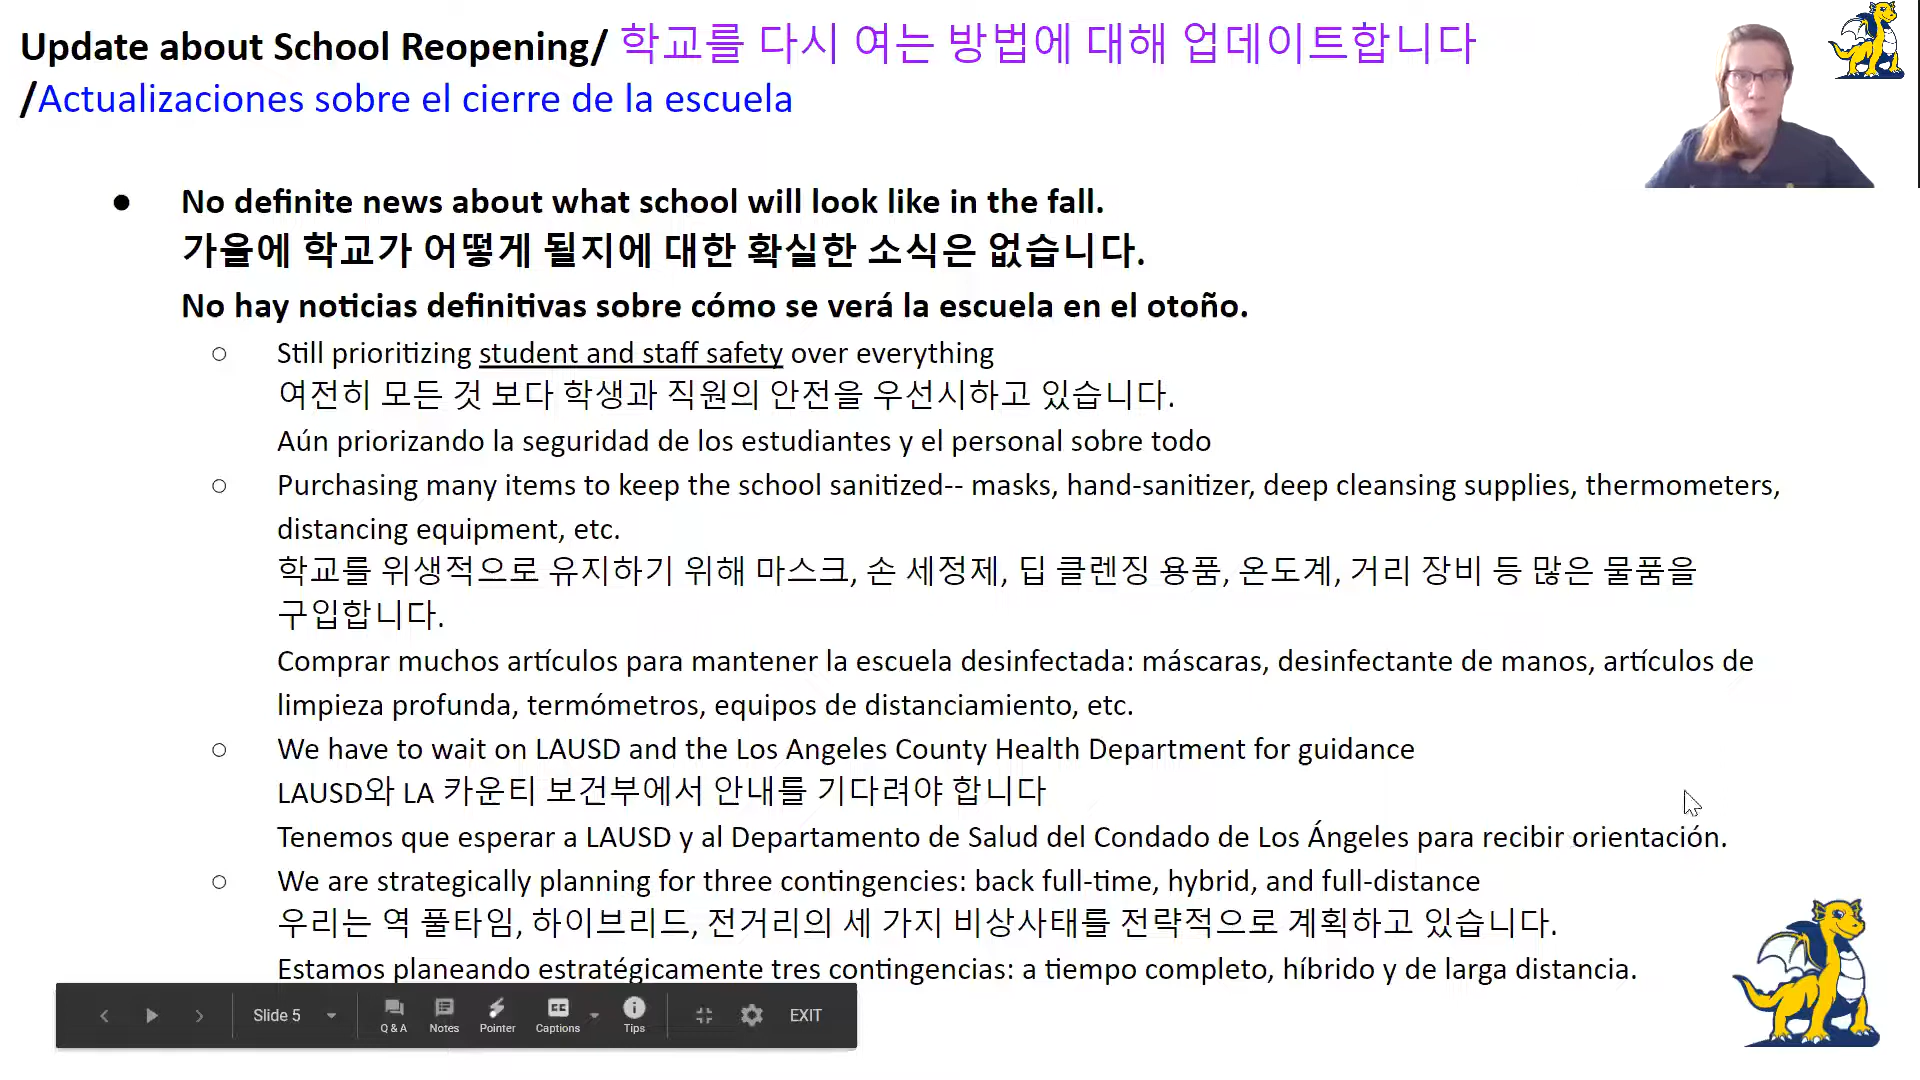 Update about School Reopening/ 학교를 다시 여는 방법에 대해 업데이트합니다
/Actualizaciones sobre el cierre de la escuela
● No definite news about what school will look like in the fall.
가을에 학교가 어떻게 될지에 대한 확실한 소식은 없습니다.
No hay noticias definitivas sobre cómo se verá la escuela en el otoño.
○ Still prioritizing student and staff safety over everything
여전히 모든 것 보다 학생과 직원의 안전을 우선시하고 있습니다.
Aún priorizando la seguridad de los estudiantes y el personal sobre todo
○ Purchasing many items to keep the school sanitized-- masks, hand-sanitizer, deep cleansing supplies, thermometers,
distancing equipment, etc.
학교를 위생적으로 유지하기 위해 마스크, 손 세정제, 딥 클렌징 용품, 온도계, 거리 장비 등 많은 물품을
구입합니다.
Comprar muchos artículos para mantener la escuela desinfectada: máscaras, desinfectante de manos, artículos de
limpieza profunda, termómetros, equipos de distanciamiento, etc.
○ We have to wait on LAUSD and the Los Angeles County Health Department for guidance
LAUSD와 LA 카운티 보건부에서 안내를 기다려야 합니다
Tenemos que esperar a LAUSD y al Departamento de Salud del Condado de Los Ángeles para recibir orientación.
○ We are strategically planning for three contingencies: back full-time, hybrid, and full-distance
우리는 역 풀타임, 하이브리드, 전거리의 세 가지 비상사태를 전략적으로 계획하고 있습니다.
Estamos planeando estratégicamente tres contingencias: a tiempo completo, híbrido y de larga distancia.
Slide 5
Q & A
Notes
Pointer
CC
Captions
Tips
EXIT